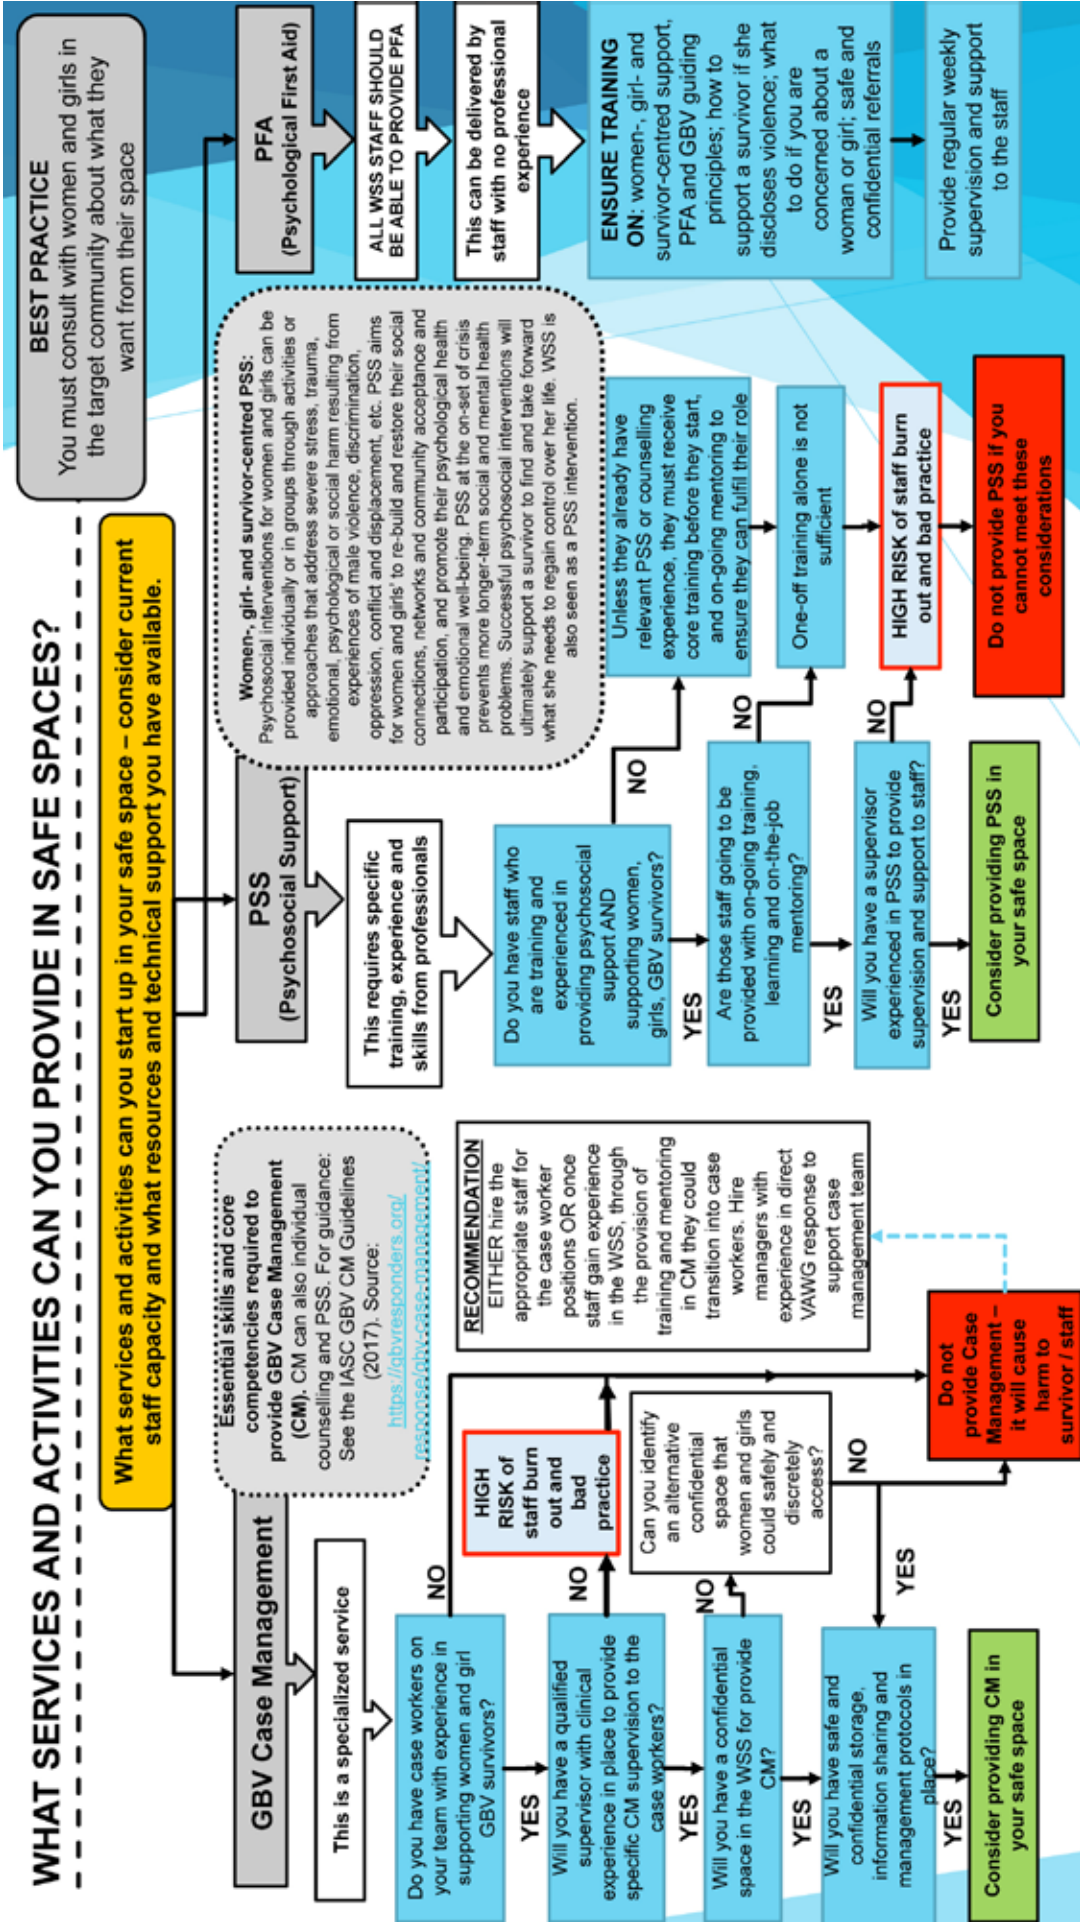 WHAT SERVICES AND ACTIVITIES CAN YOU PROVIDE IN SAFE SPACES?
BEST PRACTICE
You must consult with women and girls in
the target community about what they
want from their space
What services and activities can you start up in your safe space – consider current
staff capacity and what resources and technical support you have available.
GBV Case Management
Essential skills and core
competencies required to
provide GBV Case Management
(CM). CM can also individual
counselling and PSS. For guidance:
See the IASC GBV CM Guidelines
(2017). Source:
https://gbvresponders.org/
response/gbv-case-management/
This is a specialized service
Do you have case workers on
your team with experience in
supporting women and girl
GBV survivors?
NO
YES
Will you have a qualified
supervisor with clinical
experience in place to provide
specific CM supervision to the
case workers?
NO
HIGH
RISK of
staff burn
out and
bad
practice
YES
Will you have a confidential
space in the WSS for provide
CM?
NO
Can you identify
an alternative
confidential
space that
women and girls
could safely and
discretely
access?
NO
YES
YES
Will you have safe and
confidential storage,
information sharing and
management protocols in
place?
YES
Consider providing CM in
your safe space
Do not
provide Case
Management –
it will cause
harm to
survivor / staff
RECOMMENDATION
EITHER hire the
appropriate staff for
the case worker
positions OR once
staff gain experience
in the WSS, through
the provision of
training and mentoring
in CM they could
transition into case
workers. Hire
managers with
experience in direct
VAWG response to
support case
management team
PSS
(Psychosocial Support)
Women-, girl- and survivor-centred PSS:
Psychosocial interventions for women and girls can be
provided individually or in groups through activities or
approaches that address severe stress, trauma,
emotional, psychological or social harm resulting from
experiences of male violence, discrimination,
oppression, conflict and displacement, etc. PSS aims
for women and girls' to re-build and restore their social
connections, networks and community acceptance and
participation, and promote their psychological health
and emotional well-being. PSS at the on-set of crisis
prevents more longer-term social and mental health
problems. Successful psychosocial interventions will
ultimately support a survivor to find and take forward
what she needs to regain control over her life. WSS is
also seen as a PSS intervention.
This requires specific
training, experience and
skills from professionals
Do you have staff who
are training and
experienced in
providing psychosocial
support AND
supporting women,
girls, GBV survivors?
NO
Unless they already have
relevant PSS or counselling
experience, they must receive
core training before they start,
and on-going mentoring to
ensure they can fulfil their role
YES
Are those staff going to be
provided with on-going training,
learning and on-the-job
mentoring?
NO
One-off training alone is not
sufficient
YES
Will you have a supervisor
experienced in PSS to provide
supervision and support to staff?
NO
HIGH RISK of staff burn
out and bad practice
YES
Consider providing PSS in
your safe space
Do not provide PSS if you
cannot meet these
considerations
PFA
(Psychological First Aid)
ALL WSS STAFF SHOULD
BE ABLE TO PROVIDE PFA
This can be delivered by
staff with no professional
experience
ENSURE TRAINING
ON: women-, girl- and
survivor-centred support,
PFA and GBV guiding
principles; how to
support a survivor if she
discloses violence; what
to do if you are
concerned about a
woman or girl; safe and
confidential referrals
Provide regular weekly
supervision and support
to the staff